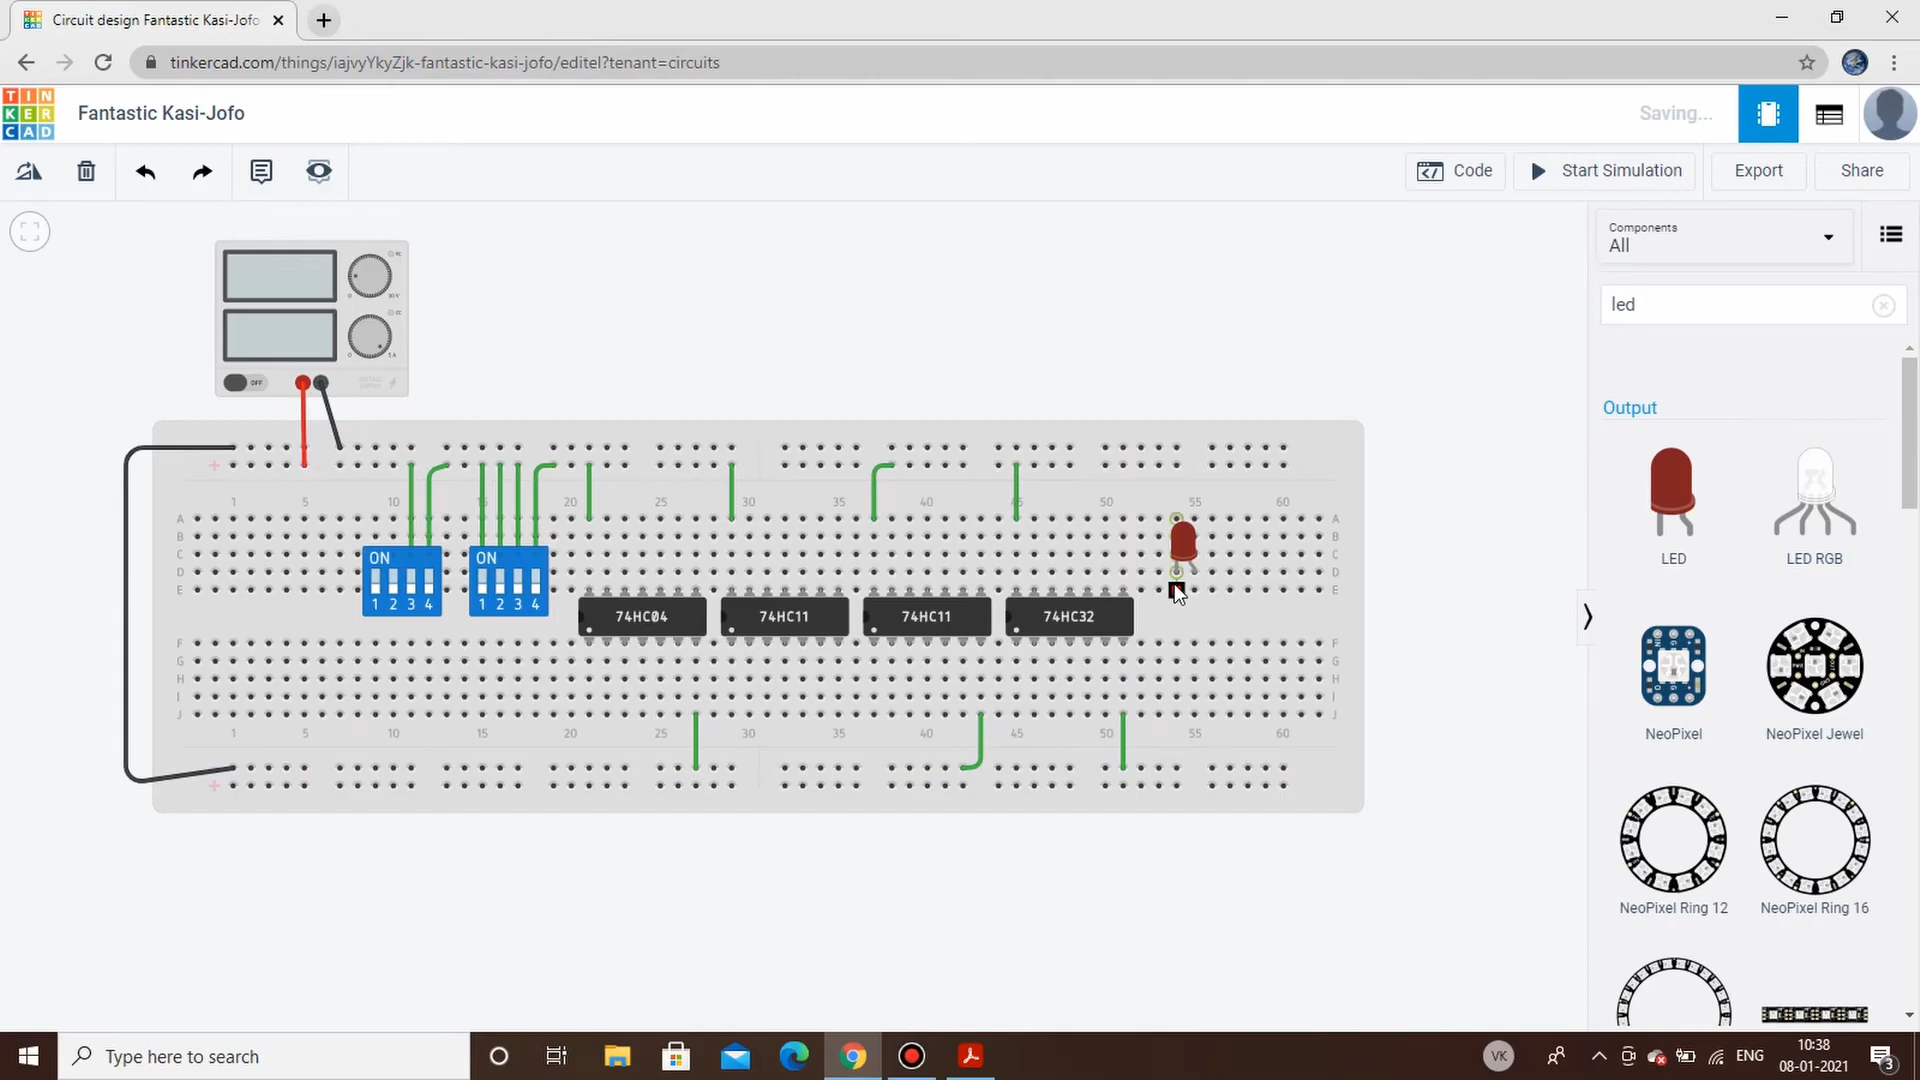 Circuit design Fantastic Kasi-Jofo
tinkercad.com/things/iajvyYkyZjk-fantastic-kasi-jofo/editel?tenant=circuits
TIN
KER
CAD
Fantastic Kasi-Jofo
Saving...
Code
Start Simulation
Export
Share
Components
All
led
Output
LED
LED RGB
NeoPixel
NeoPixel Jewel
NeoPixel Ring 12
NeoPixel Ring 16
OFF
1 5 10 15 20 25 30 35 40 45 50 55 60
A A
B B
C C
D D
E E
ON
1 2 3 4
ON
1 2 3 4
74HC04
74HC11
74HC11
74HC32
F F
G G
H H
I I
J J
1 5 10 15 20 25 30 35 40 45 50 55 60
Type here to search
VK
ENG
10:38
08-01-2021
3